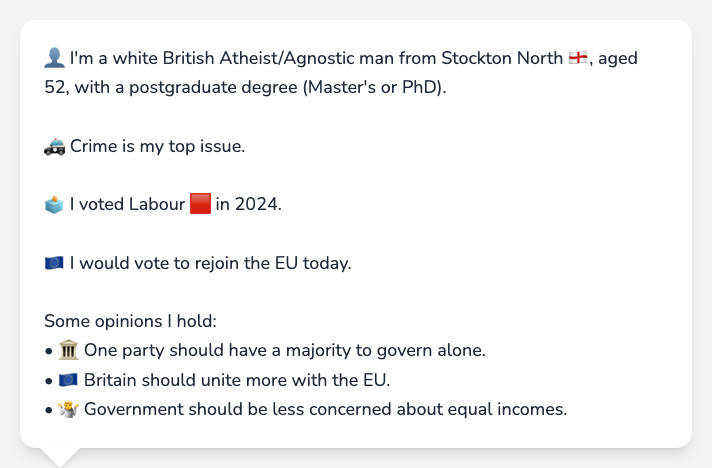 👤 I'm a white British Atheist/Agnostic man from Stockton North 🏴󠁧󠁢󠁥󠁮󠁧󠁿, aged
52, with a postgraduate degree (Master's or PhD).
🚓 Crime is my top issue.
🗳️ I voted Labour 🟥 in 2024.
🇪🇺 I would vote to rejoin the EU today.
Some opinions I hold:
• 🏛️ One party should have a majority to govern alone.
• 🇪🇺 Britain should unite more with the EU.
• 🤷 Government should be less concerned about equal incomes.